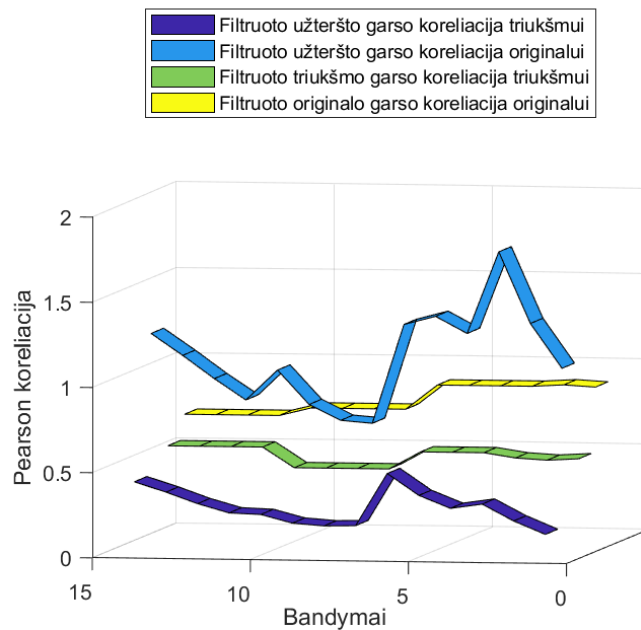 Filtruoto užteršto garso koreliacija triukšmui
Filtruoto užteršto garso koreliacija originalui
Filtruoto triukšmo garso koreliacija triukšmui
Filtruoto originalo garso koreliacija originalui
2
1.5
1
0.5
0
Pearson koreliacija
15
10
5
0
Bandymai